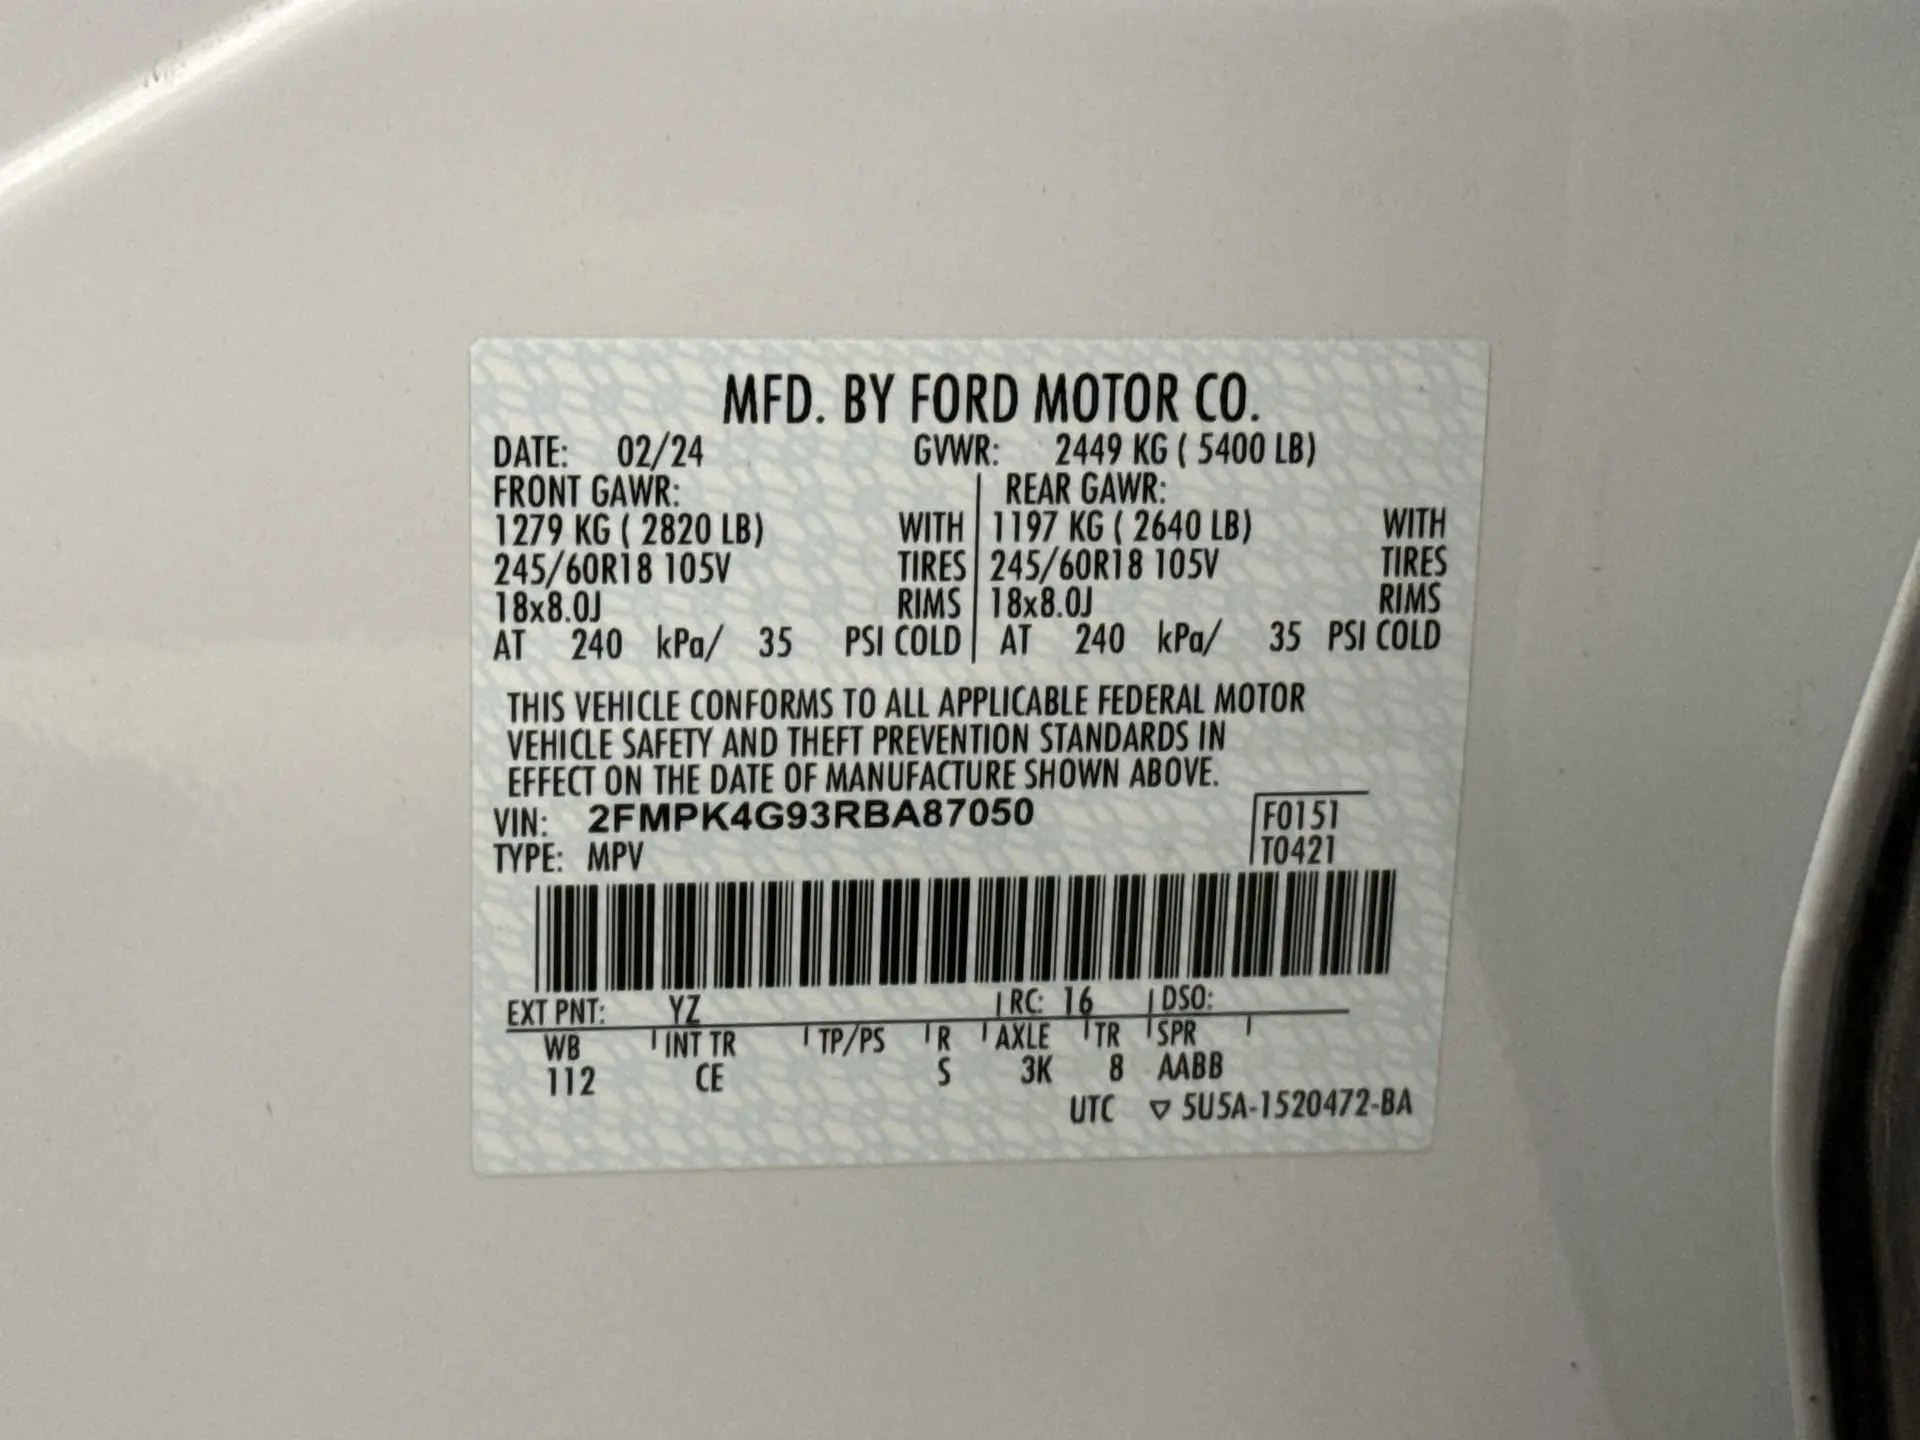 MFD. BY FORD MOTOR CO.
DATE: 02/24 GVWR: 2449 KG ( 5400 LB)
FRONT GAWR: REAR GAWR:
1279 KG ( 2820 LB) WITH 1197 KG ( 2640 LB) WITH
245/60R18 105V TIRES 245/60R18 105V TIRES
18x8.0J RIMS 18x8.0J RIMS
AT 240 kPa/ 35 PSI COLD AT 240 kPa/ 35 PSI COLD
THIS VEHICLE CONFORMS TO ALL APPLICABLE FEDERAL MOTOR
VEHICLE SAFETY AND THEFT PREVENTION STANDARDS IN
EFFECT ON THE DATE OF MANUFACTURE SHOWN ABOVE.
VIN: 2FMPK4G93RBA87050 F0151
TYPE: MPV T0421
EXT PNT: YZ RC: 16 DSO:
WB INT TR TP/PS R AXLE TR SPR
112 CE S 3K 8 AABB
UTC ▽ 5U5A-1520472-BA